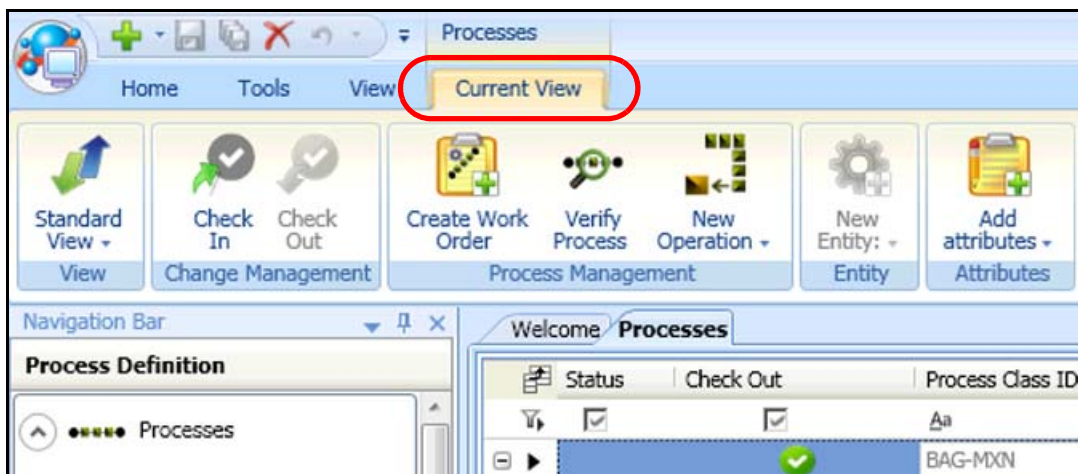 Processes
Home Tools View Current View
Standard View
Check In
Check Out
Create Work Order
Verify Process
New Operation
New Entity:
Add attributes
View
Change Management
Process Management
Entity
Attributes
Navigation Bar
Process Definition
Processes
Welcome Processes
Status Check Out Process Class ID
Aa
BAG-MXN